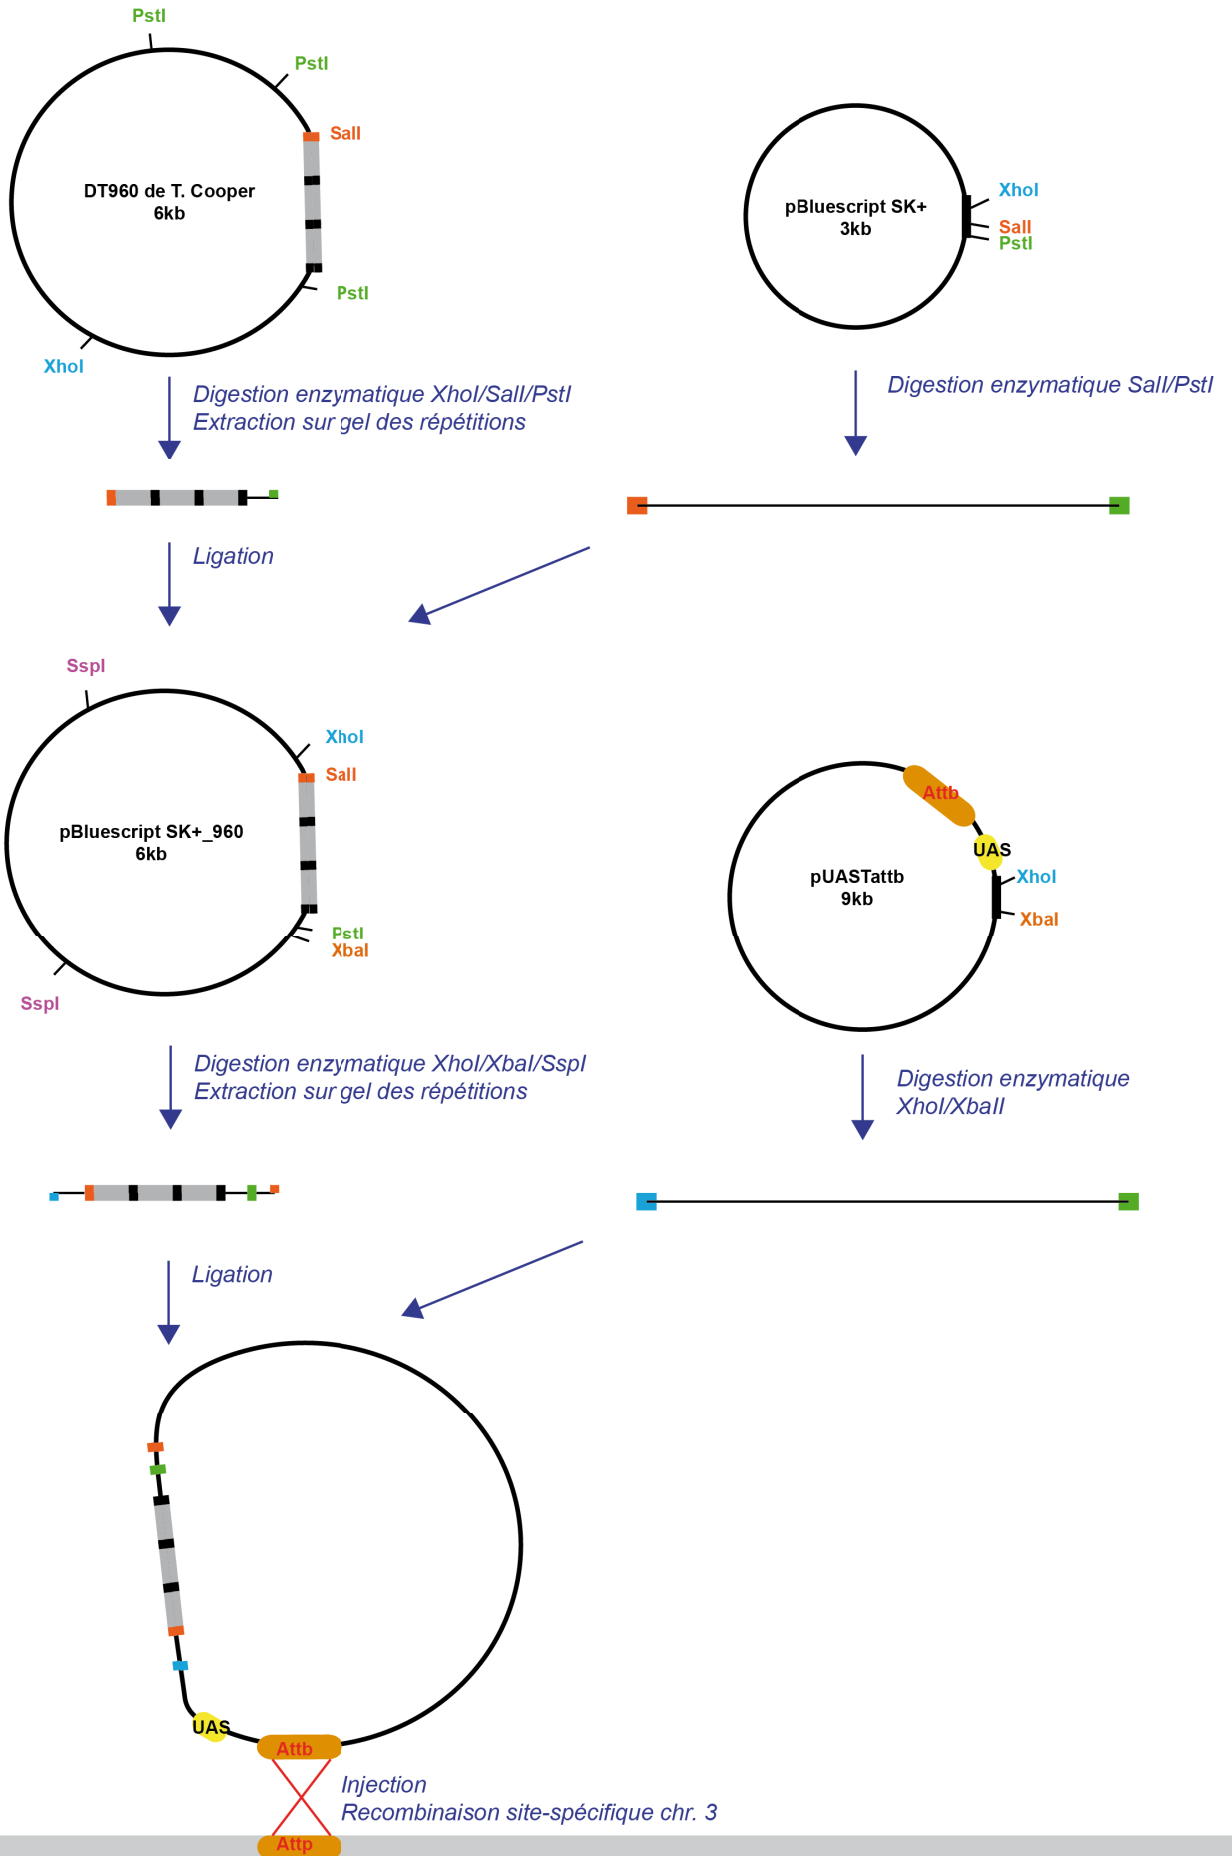 PstI
PstI
SalI
DT960 de T. Cooper
6kb
PstI
XhoI
pBluescript SK+
3kb
XhoI
SalI
PstI
Digestion enzymatique XhoI/SalI/PstI
Extraction sur gel des répétitions
Digestion enzymatique SalI/PstI
Ligation
SspI
XhoI
SalI
pBluescript SK+_960
6kb
PstI
XbaI
SspI
Attb
UAS
pUASTattb
9kb
XhoI
XbaI
Digestion enzymatique XhoI/XbaI/SspI
Extraction sur gel des répétitions
Digestion enzymatique
XhoI/XbaII
Ligation
UAS
Attb
Injection
Recombinaison site-spécifique chr. 3
Attp